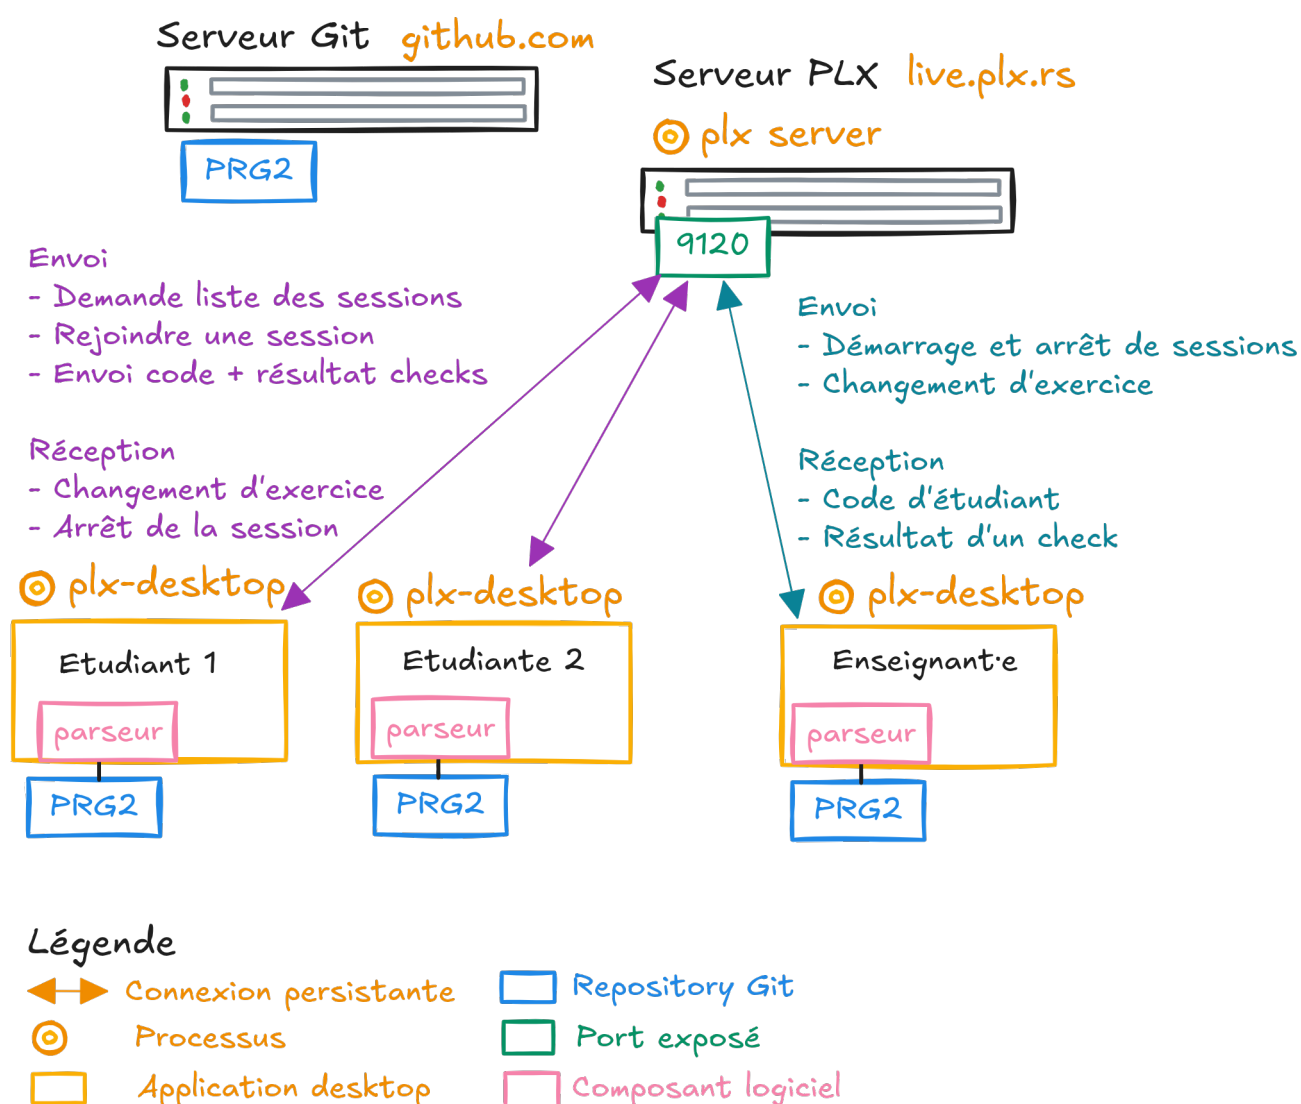 Serveur Git github.com
PRG2
Serveur PLX live.plx.rs
plx server
9120
Envoi
- Demande liste des sessions
- Rejoindre une session
- Envoi code + résultat checks
Réception
- Changement d'exercice
- Arrêt de la session
Envoi
- Démarrage et arrêt de sessions
- Changement d'exercice
Réception
- Code d'étudiant
- Résultat d'un check
plx-desktop
Etudiant 1
parseur
PRG2
plx-desktop
Etudiante 2
parseur
PRG2
plx-desktop
Enseignant·e
parseur
PRG2
Légende
Connexion persistante
Processus
Application desktop
Repository Git
Port exposé
Composant logiciel